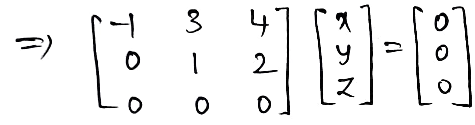 ⇒ [-1 3 4; 0 1 2; 0 0 0] [x; y; z] = [0; 0; 0]